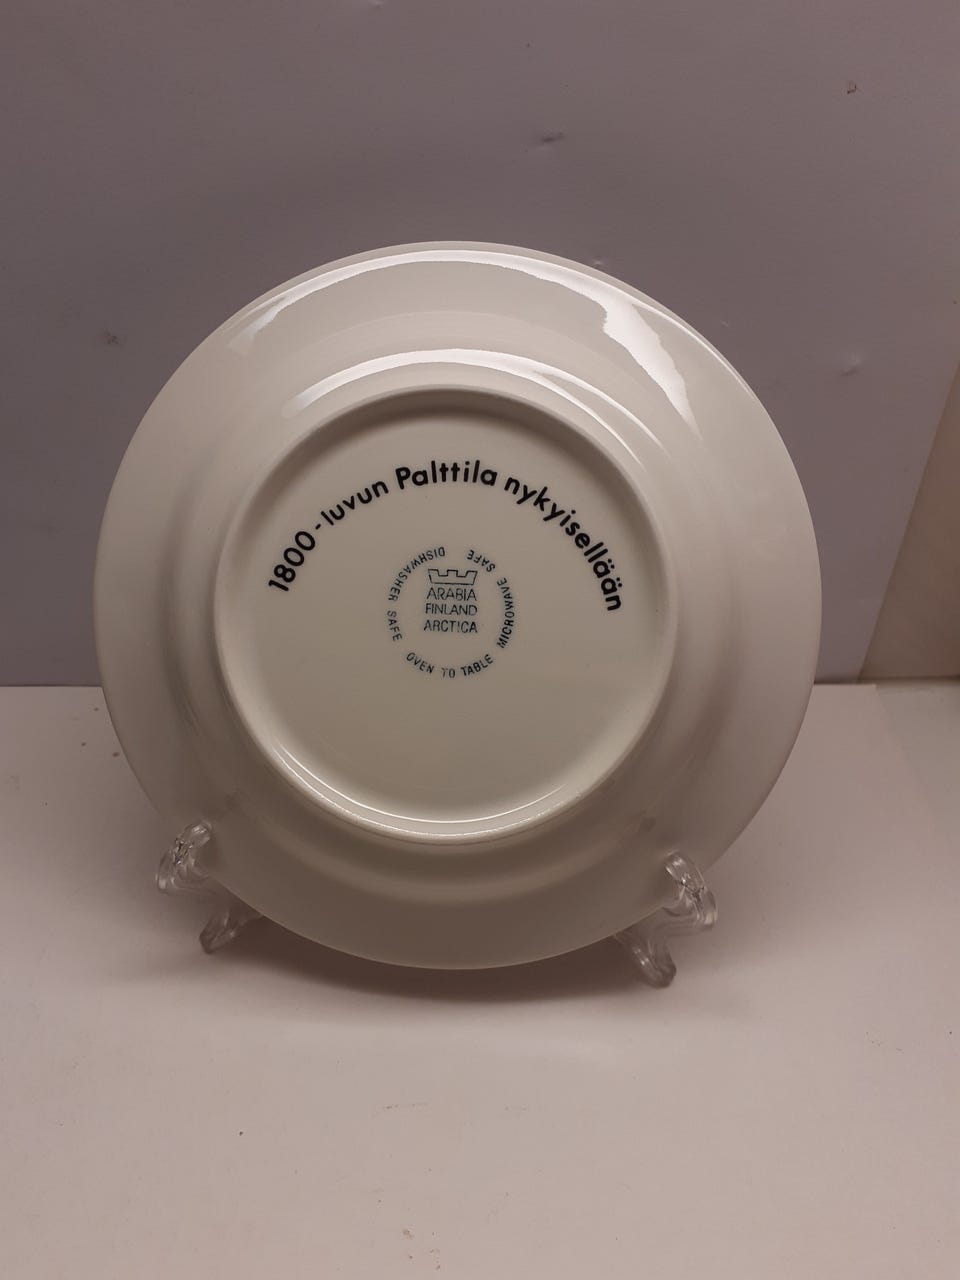 1800-luvun Palttila nykyisellään
ARABIA
FINLAND
ARCTICA
DISHWASHER SAFE OVEN TO TABLE MICROWAVE SAFE